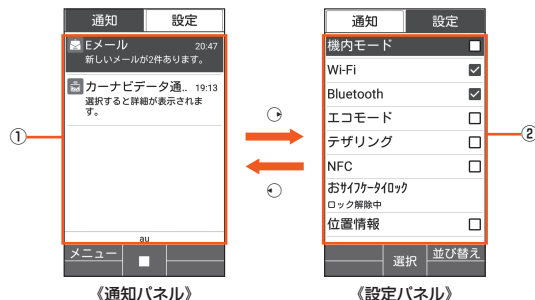 通知 設定
Eメール 20:47
新しいメールが2件あります。
カーナビデータ通.. 19:13
選択すると詳細が表示されま
す。
au
メニュー
①
《通知パネル》
通知 設定
機内モード
Wi-Fi
Bluetooth
エコモード
テザリング
NFC
おサイフケータイロック
ロック解除中
位置情報
選択 並び替え
②
《設定パネル》